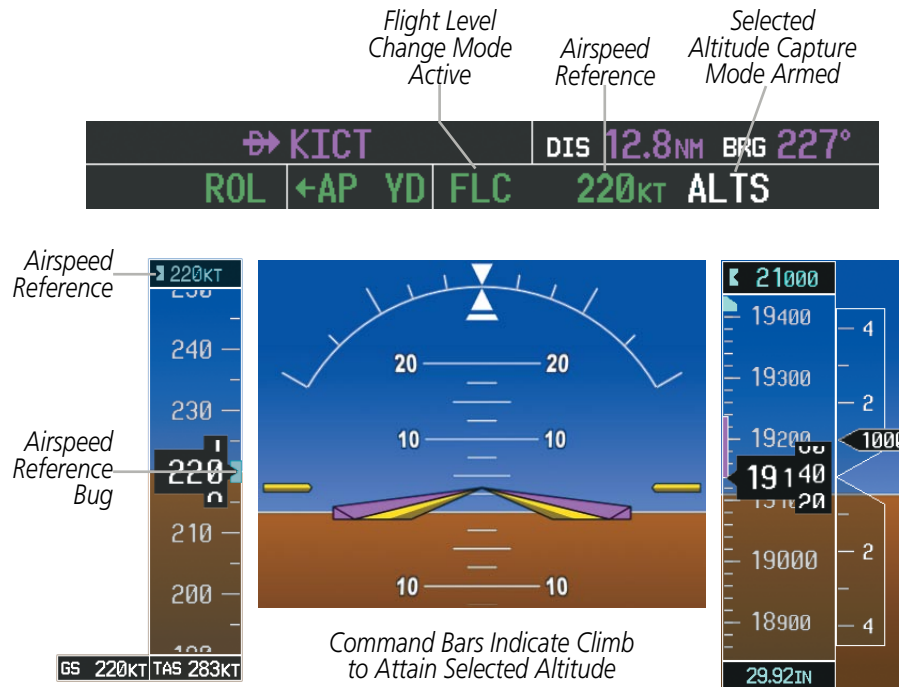 Flight Level
Change Mode
Active
Airspeed
Reference
Selected
Altitude Capture
Mode Armed
D KICT
DIS 12.8NM BRG 227°
ROL ←AP YD FLC 220KT ALTS
Airspeed
Reference
220KT
240
230
220
210
200
GS 220KT TAS 283KT
Airspeed
Reference
Bug
20 20
10 10
10 10
Command Bars Indicate Climb
to Attain Selected Altitude
21000
19400
19300
19200
19140
20
19000
18900
29.92IN
4
2
1000
2
4